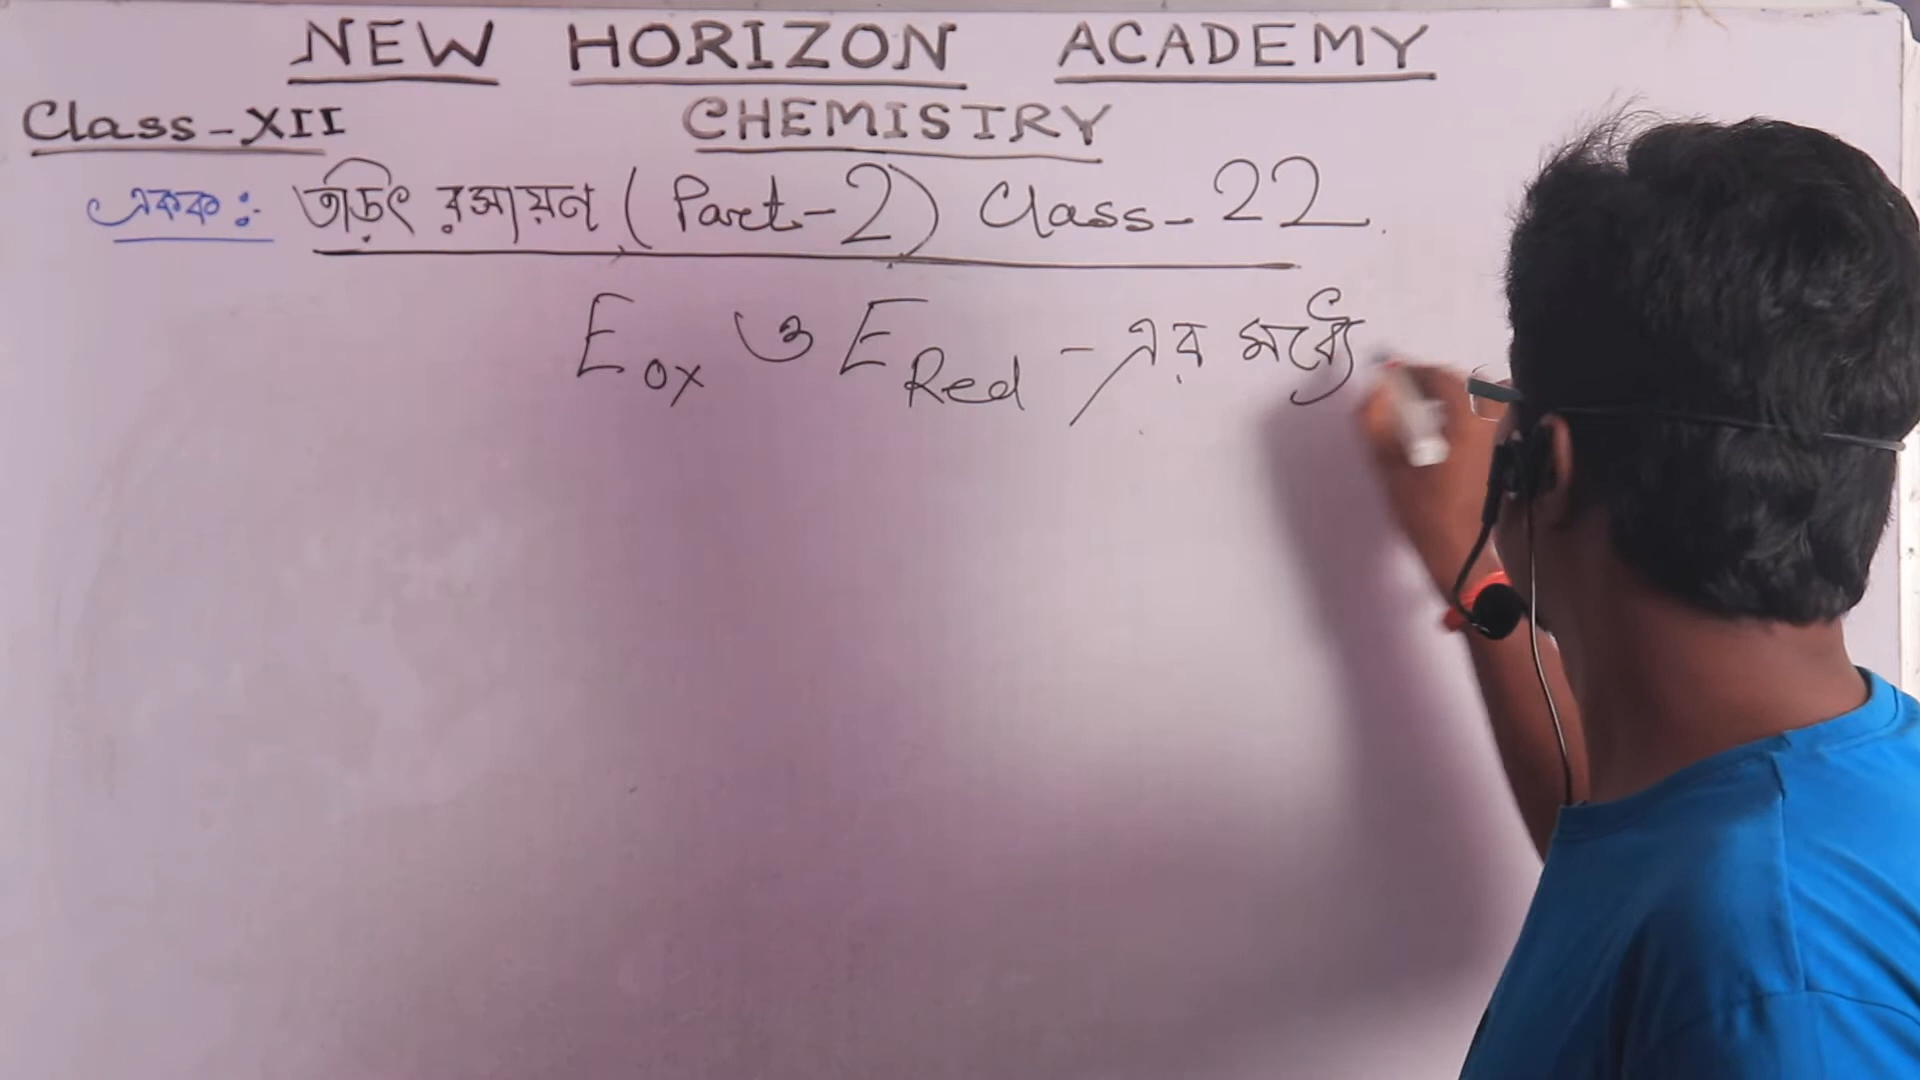 NEW HORIZON ACADEMY
Class-XII CHEMISTRY
একক:- তড়িৎ রসায়ন (Part-2) Class-22.
Eox ও ERed -এর মধ্যে